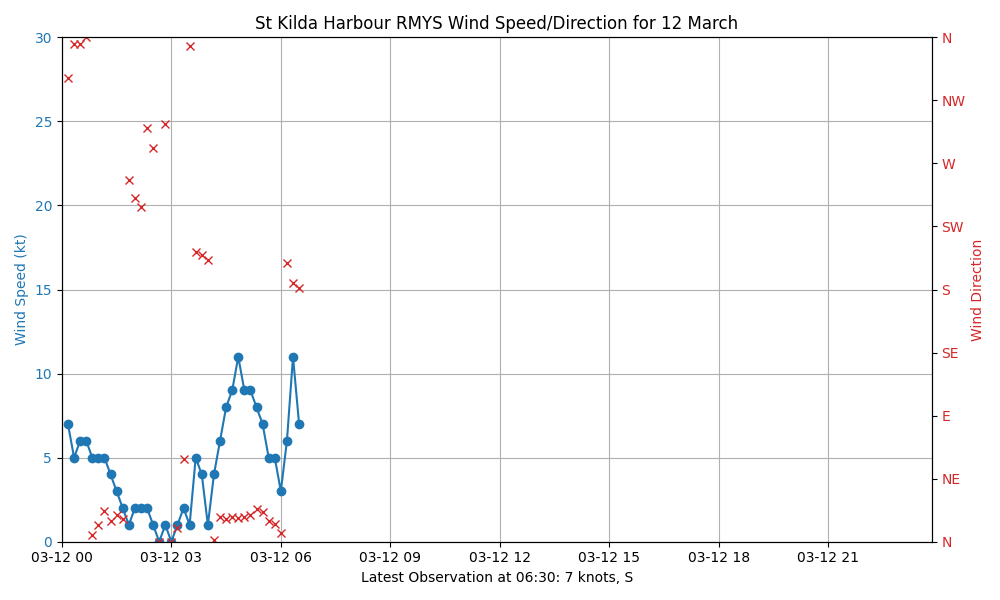 St Kilda Harbour RMYS Wind Speed/Direction for 12 March
30
25
20
15
10
5
0
Wind Speed (kt)
N
NW
W
SW
S
SE
E
NE
N
Wind Direction
03-12 00
03-12 03
03-12 06
03-12 09
03-12 12
03-12 15
03-12 18
03-12 21
Latest Observation at 06:30: 7 knots, S